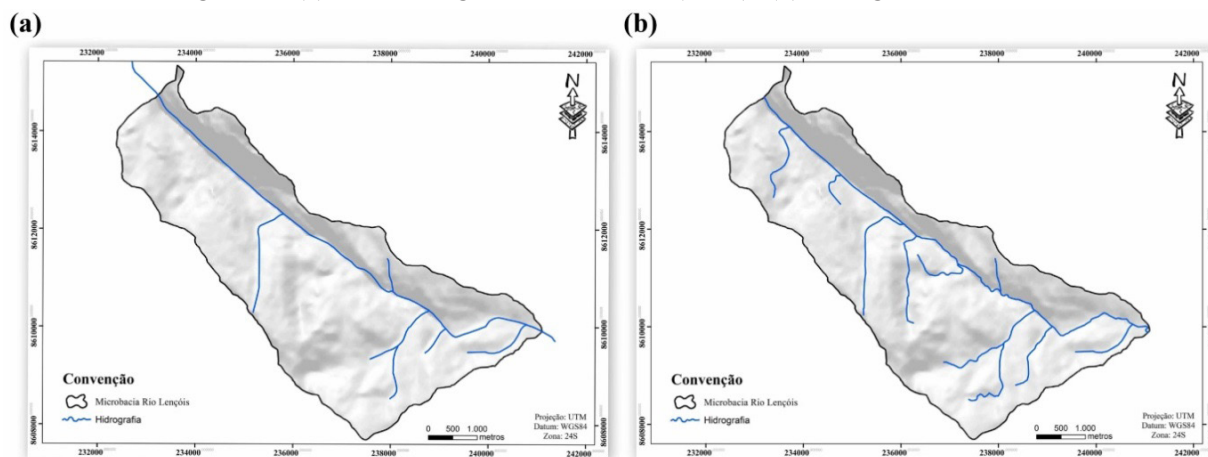 (a)
(b)
232000 234000 236000 238000 240000 242000
N
8614000
8612000
8610000
8608000
Convenção
Microbacia Rio Lençóis
Hidrografia
0 500 1.000
metros
Projeção: UTM
Datum: WGS84
Zona: 24S
232000 234000 236000 238000 240000 242000
232000 234000 236000 238000 240000 242000
N
8614000
8612000
8610000
8608000
Convenção
Microbacia Rio Lençóis
Hidrografia
0 500 1.000
metros
Projeção: UTM
Datum: WGS84
Zona: 24S
232000 234000 236000 238000 240000 242000